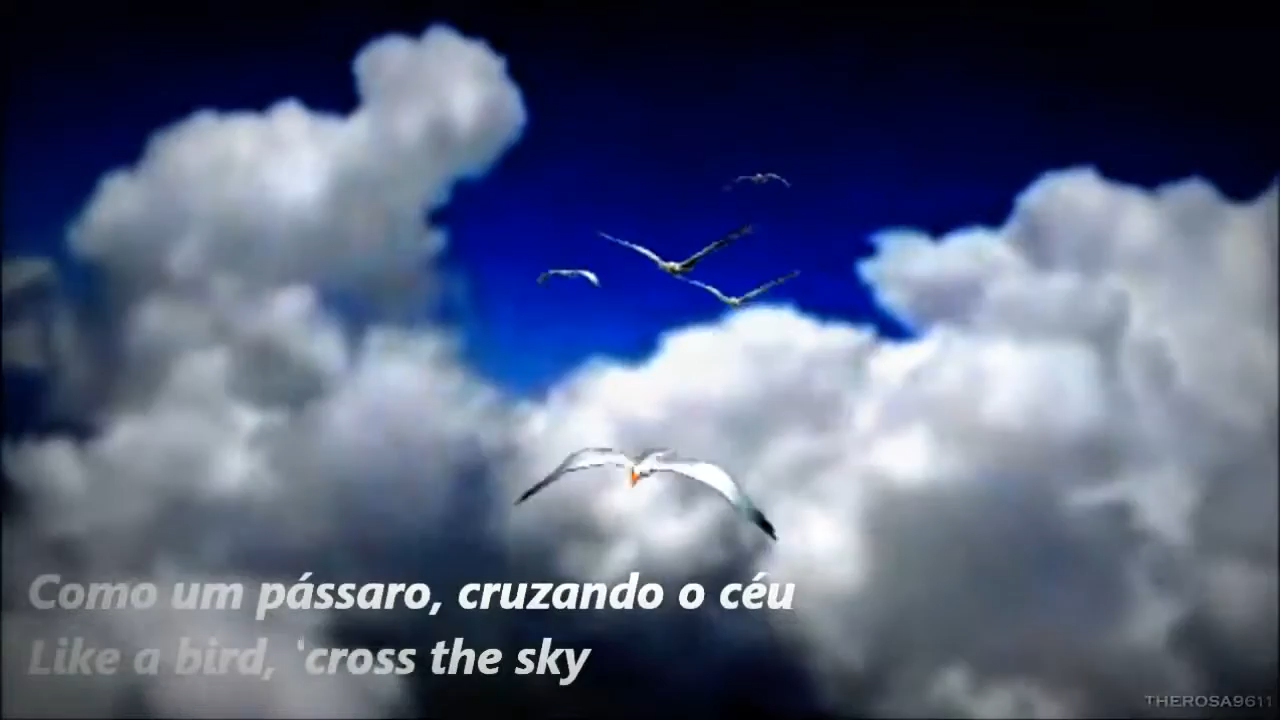 Como um pássaro, cruzando o céu
Like a bird, 'cross the sky
THEROSA9611